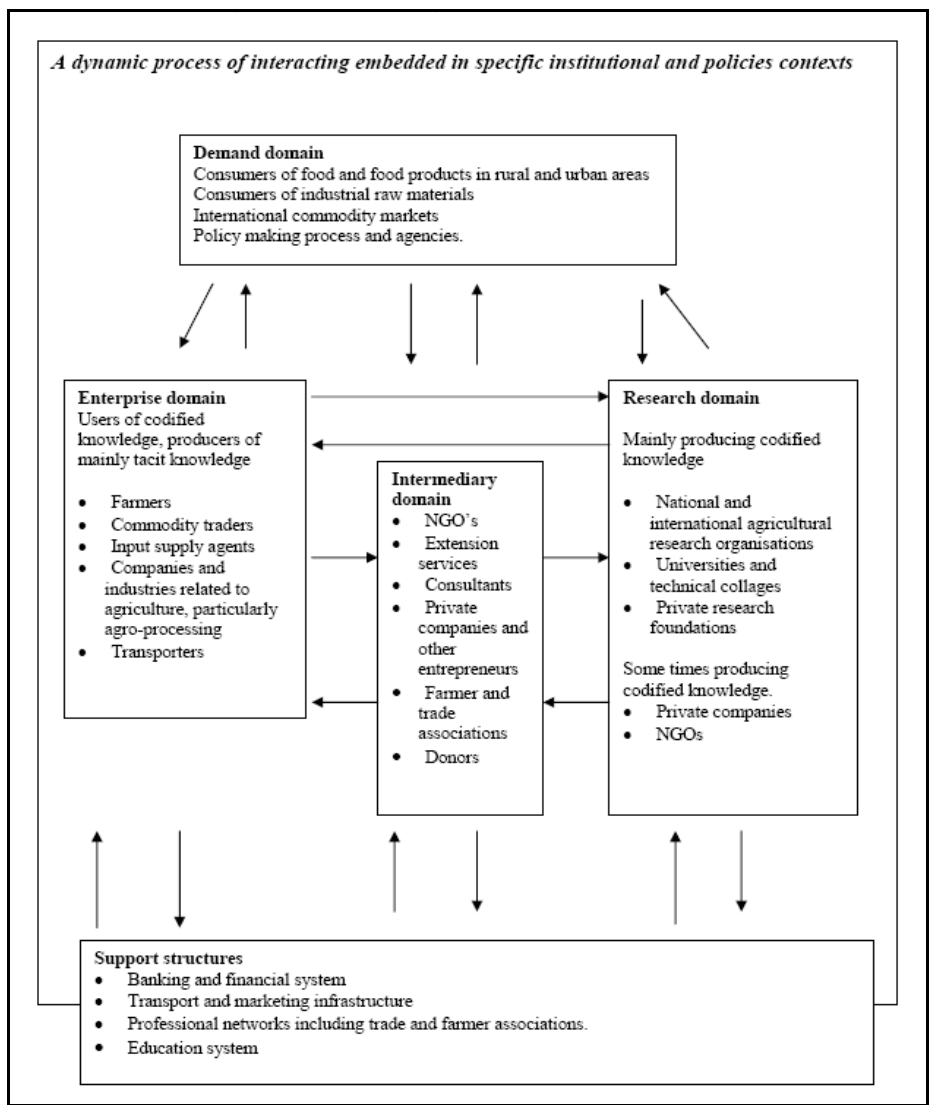 A dynamic process of interacting embedded in specific institutional and policies contexts
Demand domain
Consumers of food and food products in rural and urban areas
Consumers of industrial raw materials
International commodity markets
Policy making process and agencies.
Enterprise domain
Users of codified
knowledge, producers of
mainly tacit knowledge
• Farmers
• Commodity traders
• Input supply agents
• Companies and
industries related to
agriculture, particularly
agro-processing
• Transporters
Intermediary
domain
• NGO's
• Extension
services
• Consultants
• Private
companies and
other
entrepreneurs
• Farmer and
trade
associations
• Donors
Research domain
Mainly producing codified
knowledge
• National and
international agricultural
research organisations
• Universities and
technical collages
• Private research
foundations
Some times producing
codified knowledge.
• Private companies
• NGOs
Support structures
• Banking and financial system
• Transport and marketing infrastructure
• Professional networks including trade and farmer associations.
• Education system